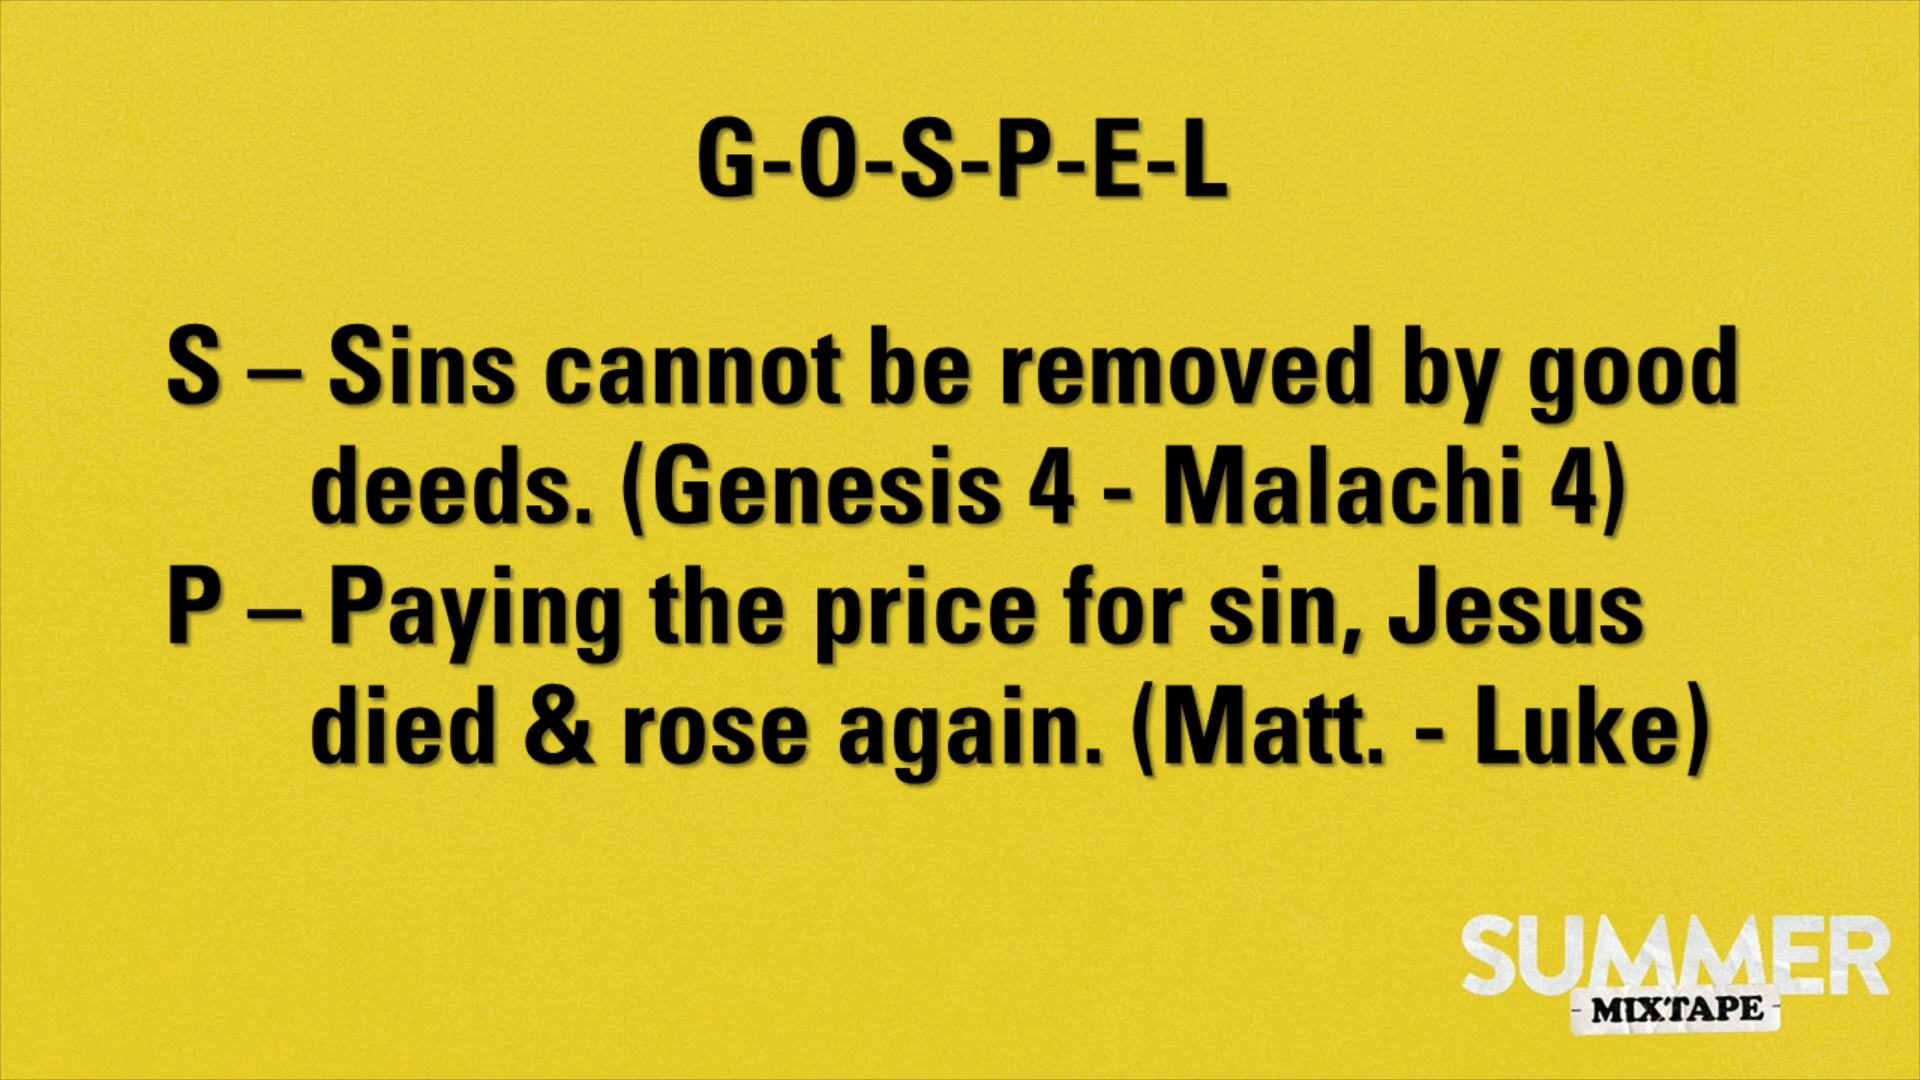 G-O-S-P-E-L
S – Sins cannot be removed by good
deeds. (Genesis 4 - Malachi 4)
P – Paying the price for sin, Jesus
died & rose again. (Matt. - Luke)
SUMMER
- MIXTAPE -